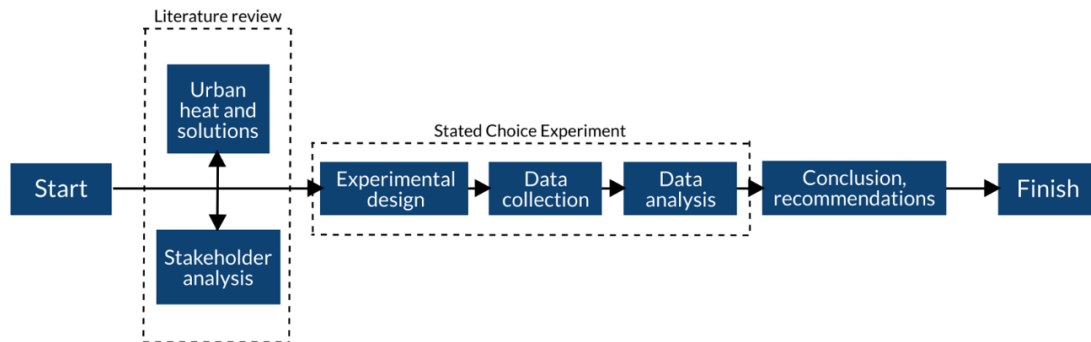 Literature review
Urban
heat and
solutions
Stated Choice Experiment
Start
Experimental
design
Data
collection
Data
analysis
Conclusion,
recommendations
Finish
Stakeholder
analysis